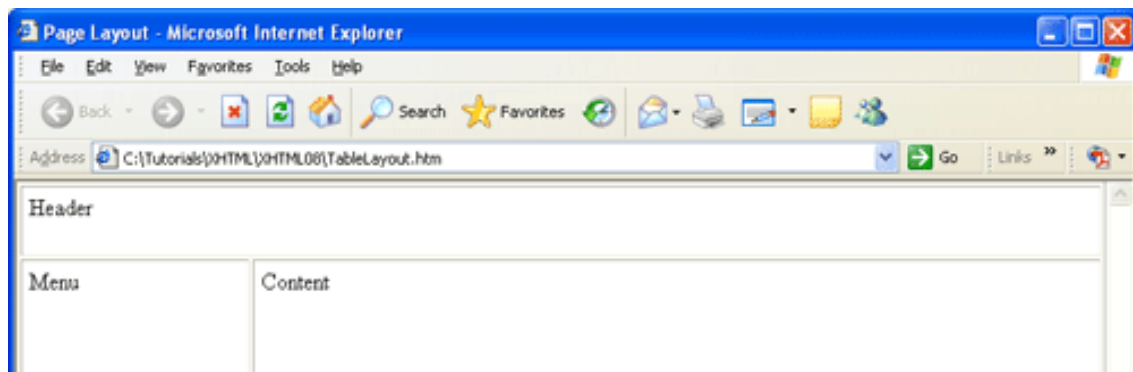 Page Layout - Microsoft Internet Explorer
File Edit View Favorites Tools Help
Back Search Favorites
Address C:\Tutorials\XHTML\XHTML08\TableLayout.htm Go Links »
Header
Menu Content